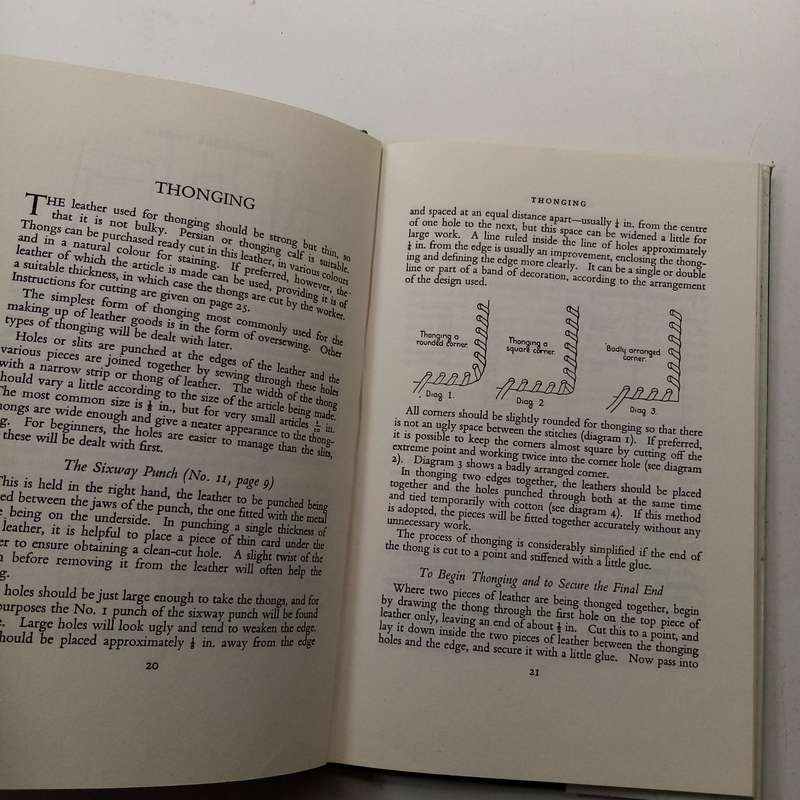 THONGING
THE leather used for thonging should be strong but thin, so
that it is not bulky. Persian or thonging calf is suitable.
Thongs can be purchased ready cut in this leather, in various colours
and in a natural colour for staining. If preferred, however, the
leather of which the article is made can be used, providing it is of
a suitable thickness, in which case the thongs are cut by the worker.
Instructions for cutting are given on page 25.
The simplest form of thonging most commonly used for the
making up of leather goods is in the form of oversewing. Other
types of thonging will be dealt with later.
Holes or slits are punched at the edges of the leather and the
various pieces are joined together by sewing through these holes
with a narrow strip or thong of leather. The width of the thong
should vary a little according to the size of the article being made.
The most common size is ⅛ in., but for very small articles in.
thongs are wide enough and give a neater appearance to the thong-
g. For beginners, the holes are easier to manage than the slits,
these will be dealt with first.
The Sixway Punch (No. 11, page 9)
This is held in the right hand, the leather to be punched being
ed between the jaws of the punch, the one fitted with the metal
e being on the underside. In punching a single thickness of
leather, it is helpful to place a piece of thin card under the
er to ensure obtaining a clean-cut hole. A slight twist of the
h before removing it from the leather will often help the
g.
holes should be just large enough to take the thongs, and for
urposes the No. 1 punch of the sixway punch will be found
e. Large holes will look ugly and tend to weaken the edge.
hould be placed approximately ⅛ in. away from the edge
20
THONGING
and spaced at an equal distance apart—usually ¼ in. from the centre
of one hole to the next, but this space can be widened a little for
large work. A line ruled inside the line of holes approximately
¼ in. from the edge is usually an improvement, enclosing the thong-
ing and defining the edge more clearly. It can be a single or double
line or part of a band of decoration, according to the arrangement
of the design used.
Thonging a
rounded corner.
Diag 1.
Thonging a
square corner
Diag 2
Badly arranged
corner
Diag 3.
All corners should be slightly rounded for thonging so that there
is not an ugly space between the stitches (diagram 1). If preferred,
it is possible to keep the corners almost square by cutting off the
extreme point and working twice into the corner hole (see diagram
2). Diagram 3 shows a badly arranged corner.
In thonging two edges together, the leathers should be placed
together and the holes punched through both at the same time
and tied temporarily with cotton (see diagram 4). If this method
is adopted, the pieces will be fitted together accurately without any
unnecessary work.
The process of thonging is considerably simplified if the end of
the thong is cut to a point and stiffened with a little glue.
To Begin Thonging and to Secure the Final End
Where two pieces of leather are being thonged together, begin
by drawing the thong through the first hole on the top piece of
leather only, leaving an end of about ½ in. Cut this to a point, and
lay it down inside the two pieces of leather between the thonging
holes and the edge, and secure it with a little glue. Now pass into
21